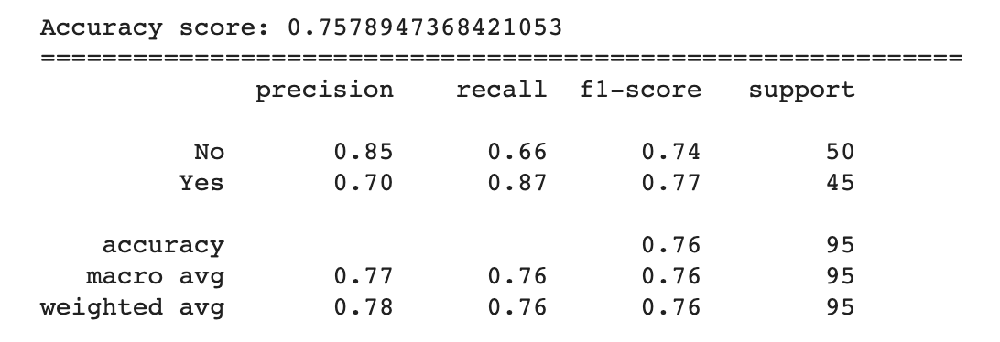 Accuracy score: 0.7578947368421053
============================================================
precision recall f1-score support
No 0.85 0.66 0.74 50
Yes 0.70 0.87 0.77 45
accuracy 0.76 95
macro avg 0.77 0.76 0.76 95
weighted avg 0.78 0.76 0.76 95